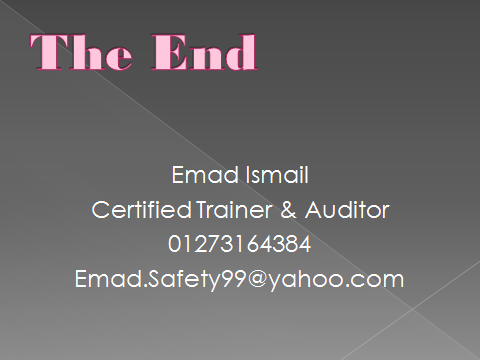 The End
Emad Ismail
Certified Trainer & Auditor
01273164384
Emad.Safety99@yahoo.com